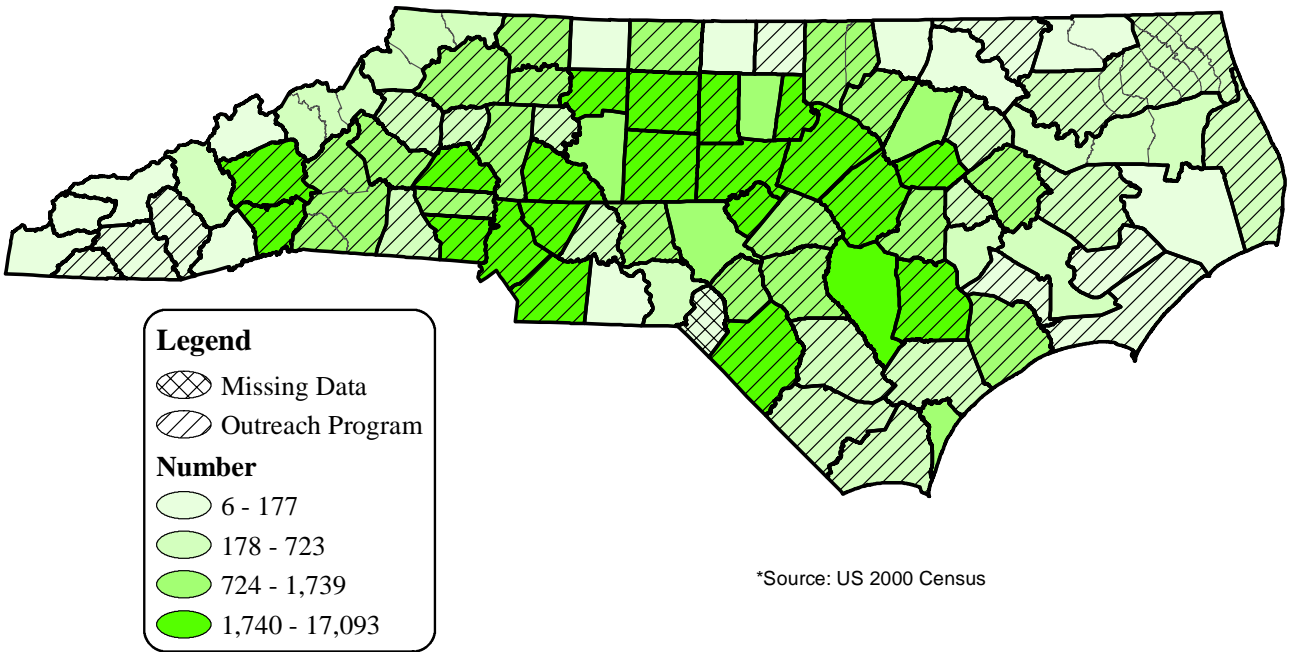 Legend
Missing Data
Outreach Program
Number
6 - 177
178 - 723
724 - 1,739
1,740 - 17,093
*Source: US 2000 Census